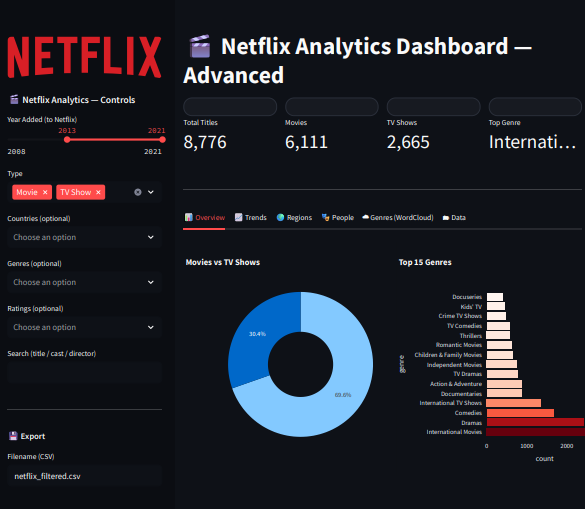 NETFLIX
Netflix Analytics — Controls
Year Added (to Netflix)
2013 2021
2008 2021
Type
Movie × TV Show ×
Countries (optional)
Choose an option
Genres (optional)
Choose an option
Ratings (optional)
Choose an option
Search (title / cast / director)
Export
Filename (CSV)
netflix_filtered.csv
Netflix Analytics Dashboard —
Advanced
Total Titles Movies TV Shows Top Genre
8,776 6,111 2,665 Internati...
Overview Trends Regions People Genres (WordCloud) Data
Movies vs TV Shows
30.4%
69.6%
Top 15 Genres
genre
Docuseries
Kids' TV
Crime TV Shows
TV Comedies
Thrillers
Romantic Movies
Children & Family Movies
Independent Movies
TV Dramas
Action & Adventure
Documentaries
International TV Shows
Comedies
Dramas
International Movies
0 1000 2000
count